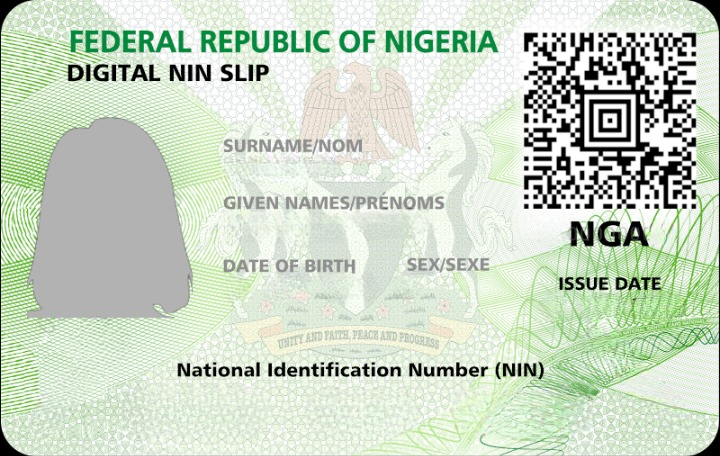 FEDERAL REPUBLIC OF NIGERIA
DIGITAL NIN SLIP
SURNAME/NOM
GIVEN NAMES/PRÉNOMS
DATE OF BIRTH
SEX/SEXE
NGA
ISSUE DATE
UNITY AND FAITH, PEACE AND PROGRESS
National Identification Number (NIN)